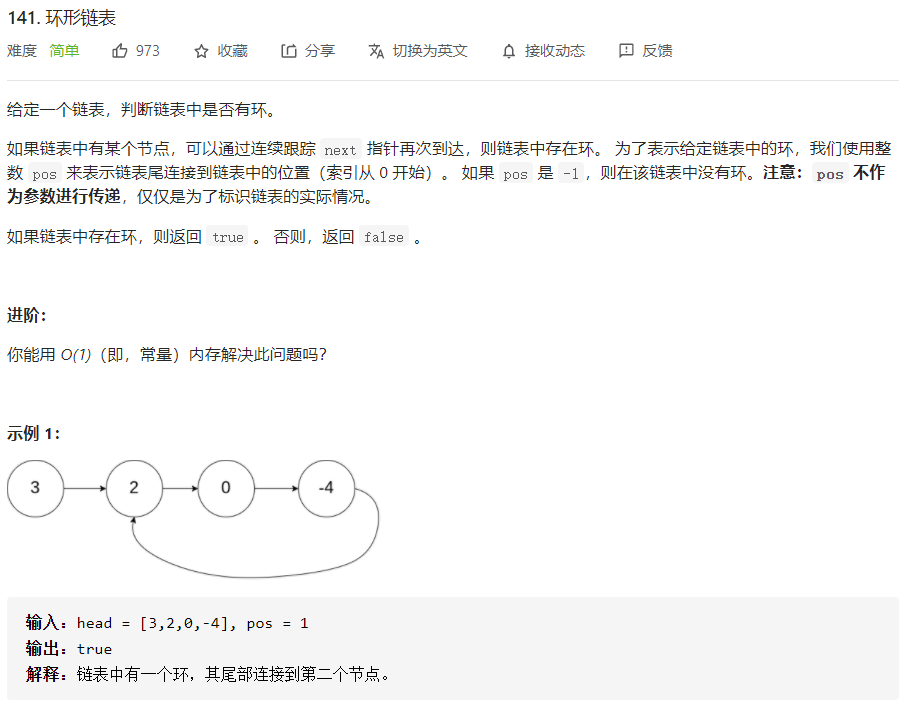 141. 环形链表
难度 简单 973 收藏 分享 切换为英文 接收动态 反馈
给定一个链表，判断链表中是否有环。
如果链表中有某个节点，可以通过连续跟踪 next 指针再次到达，则链表中存在环。 为了表示给定链表中的环，我们使用整
数 pos 来表示链表尾连接到链表中的位置（索引从 0 开始）。 如果 pos 是 -1，则在该链表中没有环。注意：pos 不作
为参数进行传递，仅仅是为了标识链表的实际情况。
如果链表中存在环，则返回 true 。 否则，返回 false 。
进阶：
你能用 O(1)（即，常量）内存解决此问题吗？
示例 1：
3 2 0 -4
输入：head = [3,2,0,-4], pos = 1
输出：true
解释：链表中有一个环，其尾部连接到第二个节点。